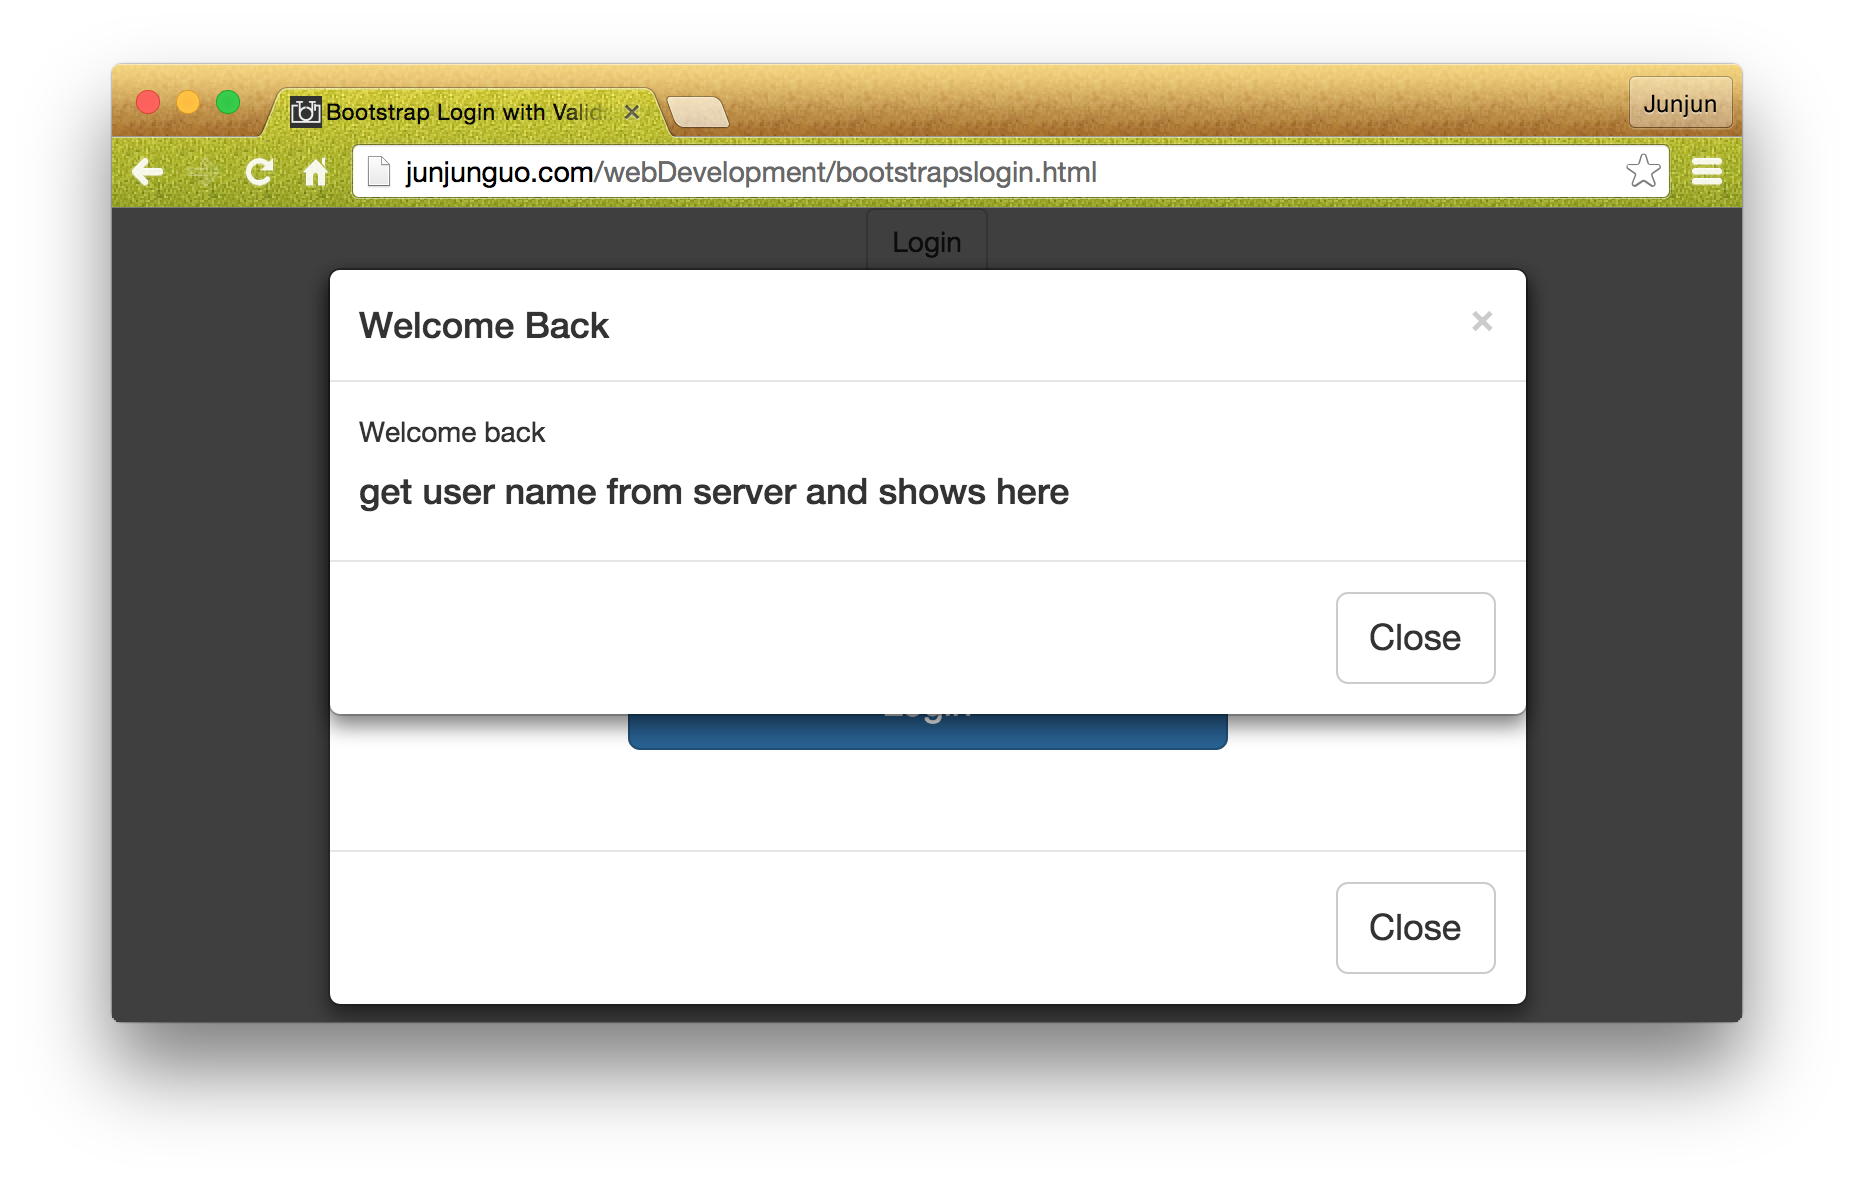 Bootstrap Login with Valid
Junjun
junjunguo.com/webDevelopment/bootstrapslogin.html
Login
Welcome Back
×
Welcome back
get user name from server and shows here
Close
Login
Close